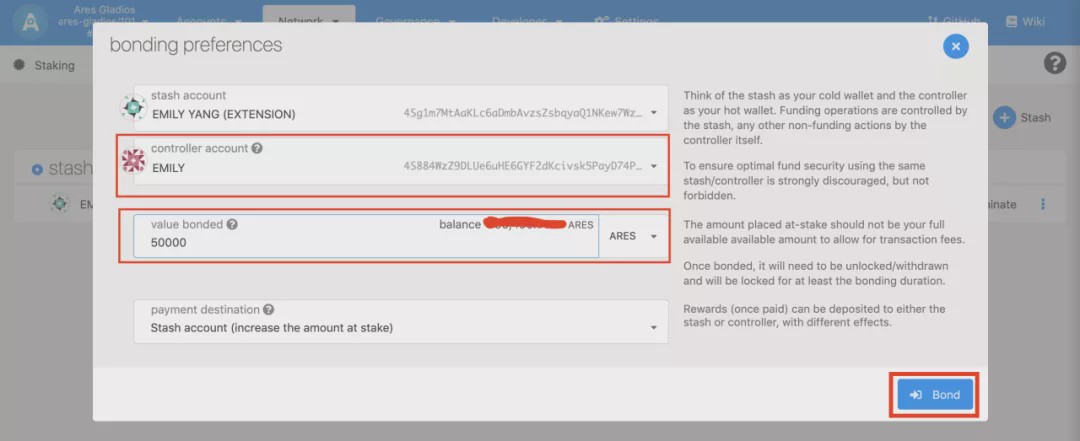 Ares Gladios
ares-gladios/101
Accounts
Network
Governance
Developer
Settings
GitHub
Wiki
A
Staking
bonding preferences
stash account
EMILY YANG (EXTENSION)
controller account
EMILY
value bonded
balance
ARES
50000
ARES
payment destination
Stash account (increase the amount at stake)
Think of the stash as your cold wallet and the controller
as your hot wallet. Funding operations are controlled by
the stash, any other non-funding actions by the
controller itself.
To ensure optimal fund security using the same
stash/controller is strongly discouraged, but not
forbidden.
The amount placed at-stake should not be your full
available available amount to allow for transaction fees.
Once bonded, it will need to be unlocked/withdrawn
and will be locked for at least the bonding duration.
Rewards (once paid) can be deposited to either the
stash or controller, with different effects.
Bond
Stash
stash